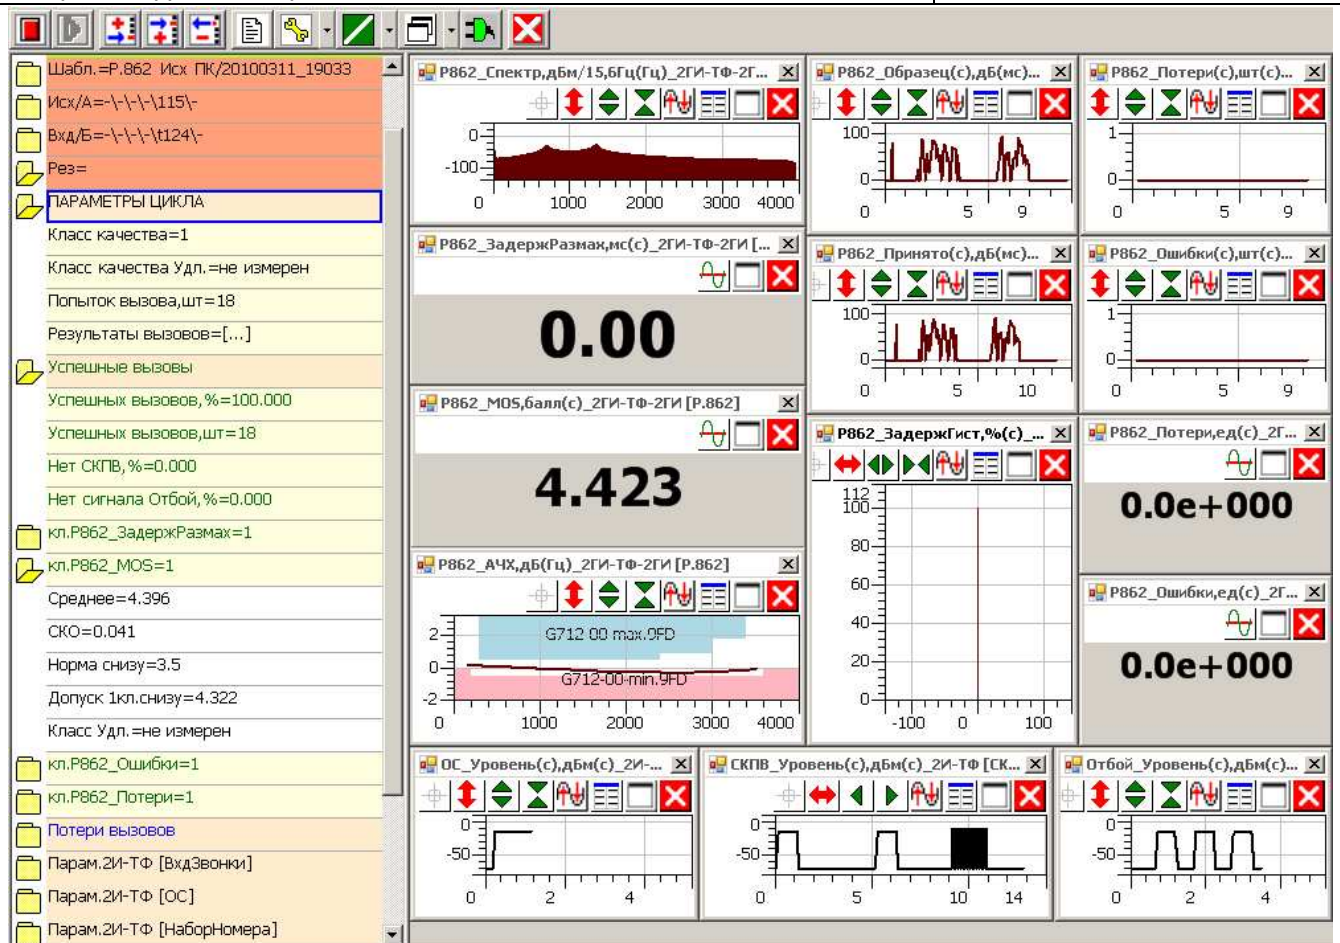 Шабл.=P.862 Исх ПК/20100311_19033
Исх/А=-\-\-\-\115\-
Вхд/Б=-\-\-\-\t124\-
Рез=
ПАРАМЕТРЫ ЦИКЛА
Класс качества=1
Класс качества Удл.=не измерен
Попыток вызова,шт=18
Результаты вызовов=[...]
Успешные вызовы
Успешных вызовов,%=100.000
Успешных вызовов,шт=18
Нет СКПВ,%=0.000
Нет сигнала Отбой,%=0.000
кл.P862_ЗадержРазмах=1
кл.P862_MOS=1
Среднее=4.396
СКО=0.041
Норма снизу=3.5
Допуск 1кл.снизу=4.322
Класс Удл.=не измерен
кл.P862_Ошибки=1
кл.P862_Потери=1
Потери вызовов
Парам.2И-ТФ [ВхдЗвонки]
Парам.2И-ТФ [ОС]
Парам.2И-ТФ [НаборНомера]
P862_Спектр,дБм/15,6Гц(Гц)_2ГИ-ТФ-2Г...
0
-100
0 1000 2000 3000 4000
P862_ЗадержРазмах,мс(с)_2ГИ-ТФ-2ГИ [...
0.00
P862_MOS,балл(с)_2ГИ-ТФ-2ГИ [P.862]
4.423
P862_АЧХ,дБ(Гц)_2ГИ-ТФ-2ГИ [P.862]
2
G712-00-max.9FD
0
G712-00-min.9FD
-2
0 1000 2000 3000 4000
P862_Образец(с),дБ(мс)...
100
0
0 5 9
P862_Принято(с),дБ(мс)...
100
0
0 5 10
P862_ЗадержГист,%(с)_...
112
100
80
60
40
20
0
-100 0 100
P862_Потери(с),шт(с)...
1
0
0 5 9
P862_Ошибки(с),шт(с)...
1
0
0 5 9
P862_Потери,ед(с)_2Г...
0.0e+000
P862_Ошибки,ед(с)_2Г...
0.0e+000
ОС_Уровень(с),дБм(с)_2И-...
0
-50
0 2 4
СКПВ_Уровень(с),дБм(с)_2И-ТФ [СК...
0
-50
0 5 10 14
Отбой_Уровень(с),дБм(с)...
0
-50
0 2 4